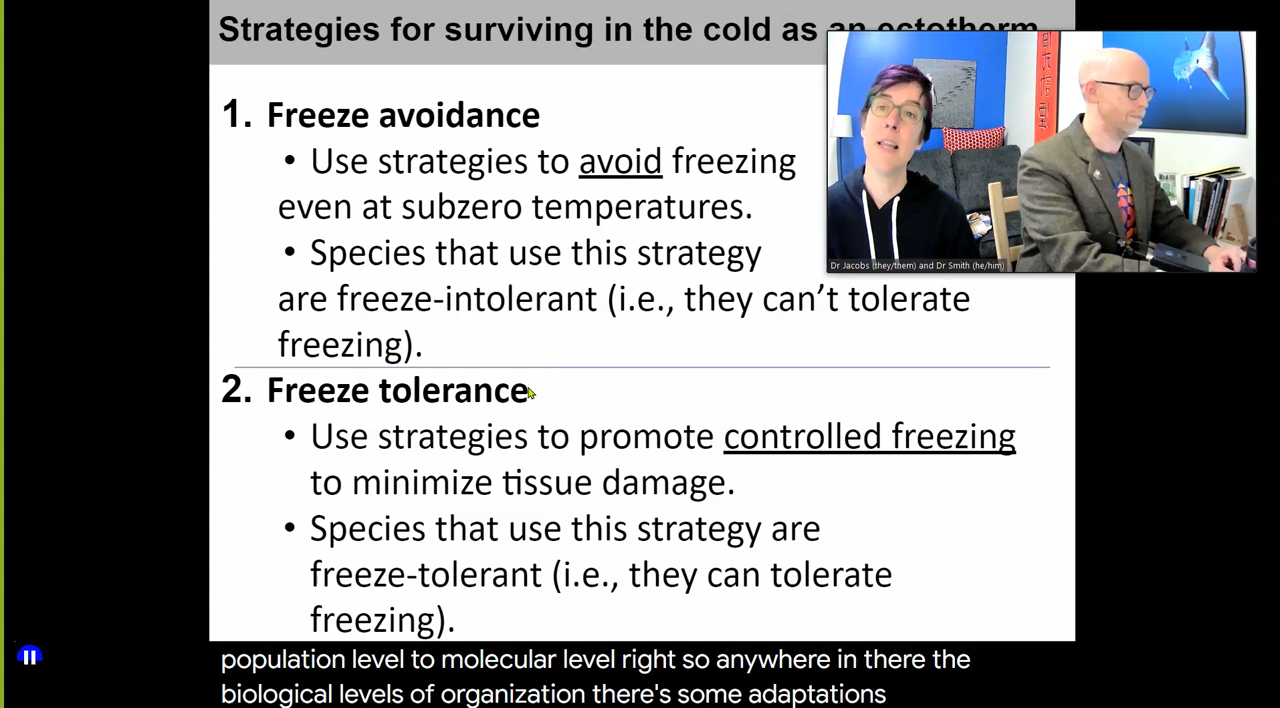 Strategies for surviving in the cold as an ectotherm
1. Freeze avoidance
• Use strategies to avoid freezing
even at subzero temperatures.
• Species that use this strategy
are freeze-intolerant (i.e., they can’t tolerate
freezing).
2. Freeze tolerance
• Use strategies to promote controlled freezing
to minimize tissue damage.
• Species that use this strategy are
freeze-tolerant (i.e., they can tolerate
freezing).
Dr Jacobs (they/them) and Dr Smith (he/him)
population level to molecular level right so anywhere in there the
biological levels of organization there's some adaptations